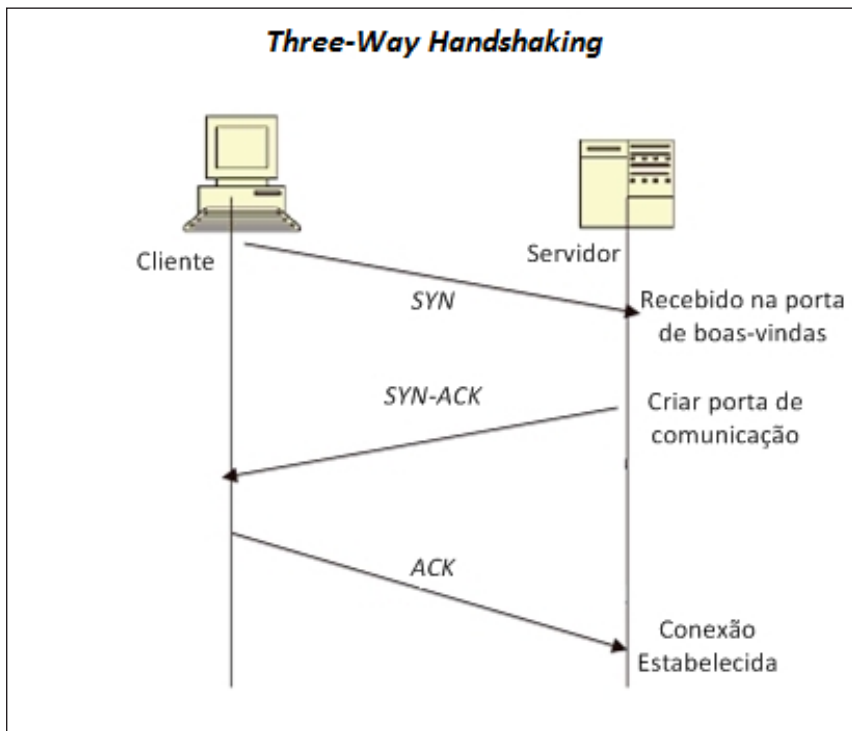 Three-Way Handshaking
Cliente
Servidor
SYN
Recebido na porta
de boas-vindas
SYN-ACK
Criar porta de
comunicação
ACK
Conexão
Estabelecida